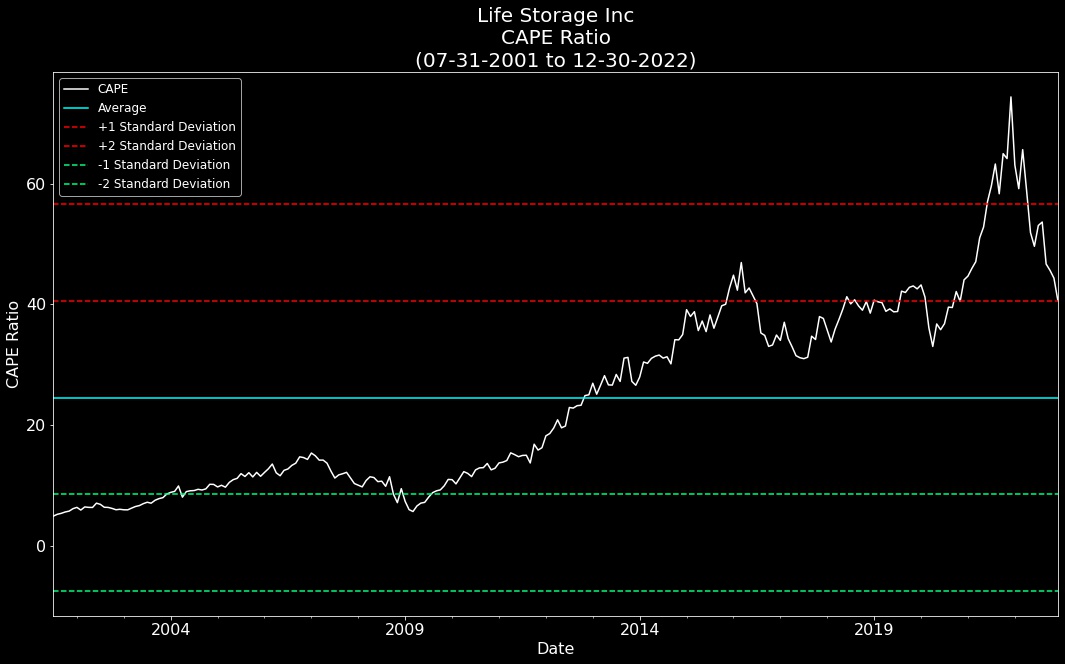 Life Storage Inc
CAPE Ratio
(07-31-2001 to 12-30-2022)
CAPE
Average
+1 Standard Deviation
+2 Standard Deviation
-1 Standard Deviation
-2 Standard Deviation
60
40
20
0
CAPE Ratio
2004
2009
2014
2019
Date